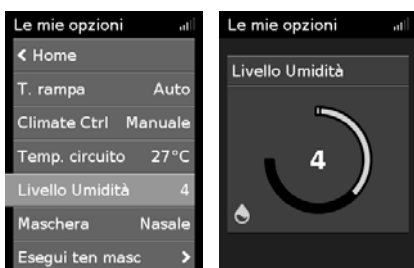 Le mie opzioni
< Home
T. rampa Auto
Climate Ctrl Manuale
Temp. circuito 27°C
Livello Umidità 4
Maschera Nasale
Esegui ten masc >
Le mie opzioni
Livello Umidità
4